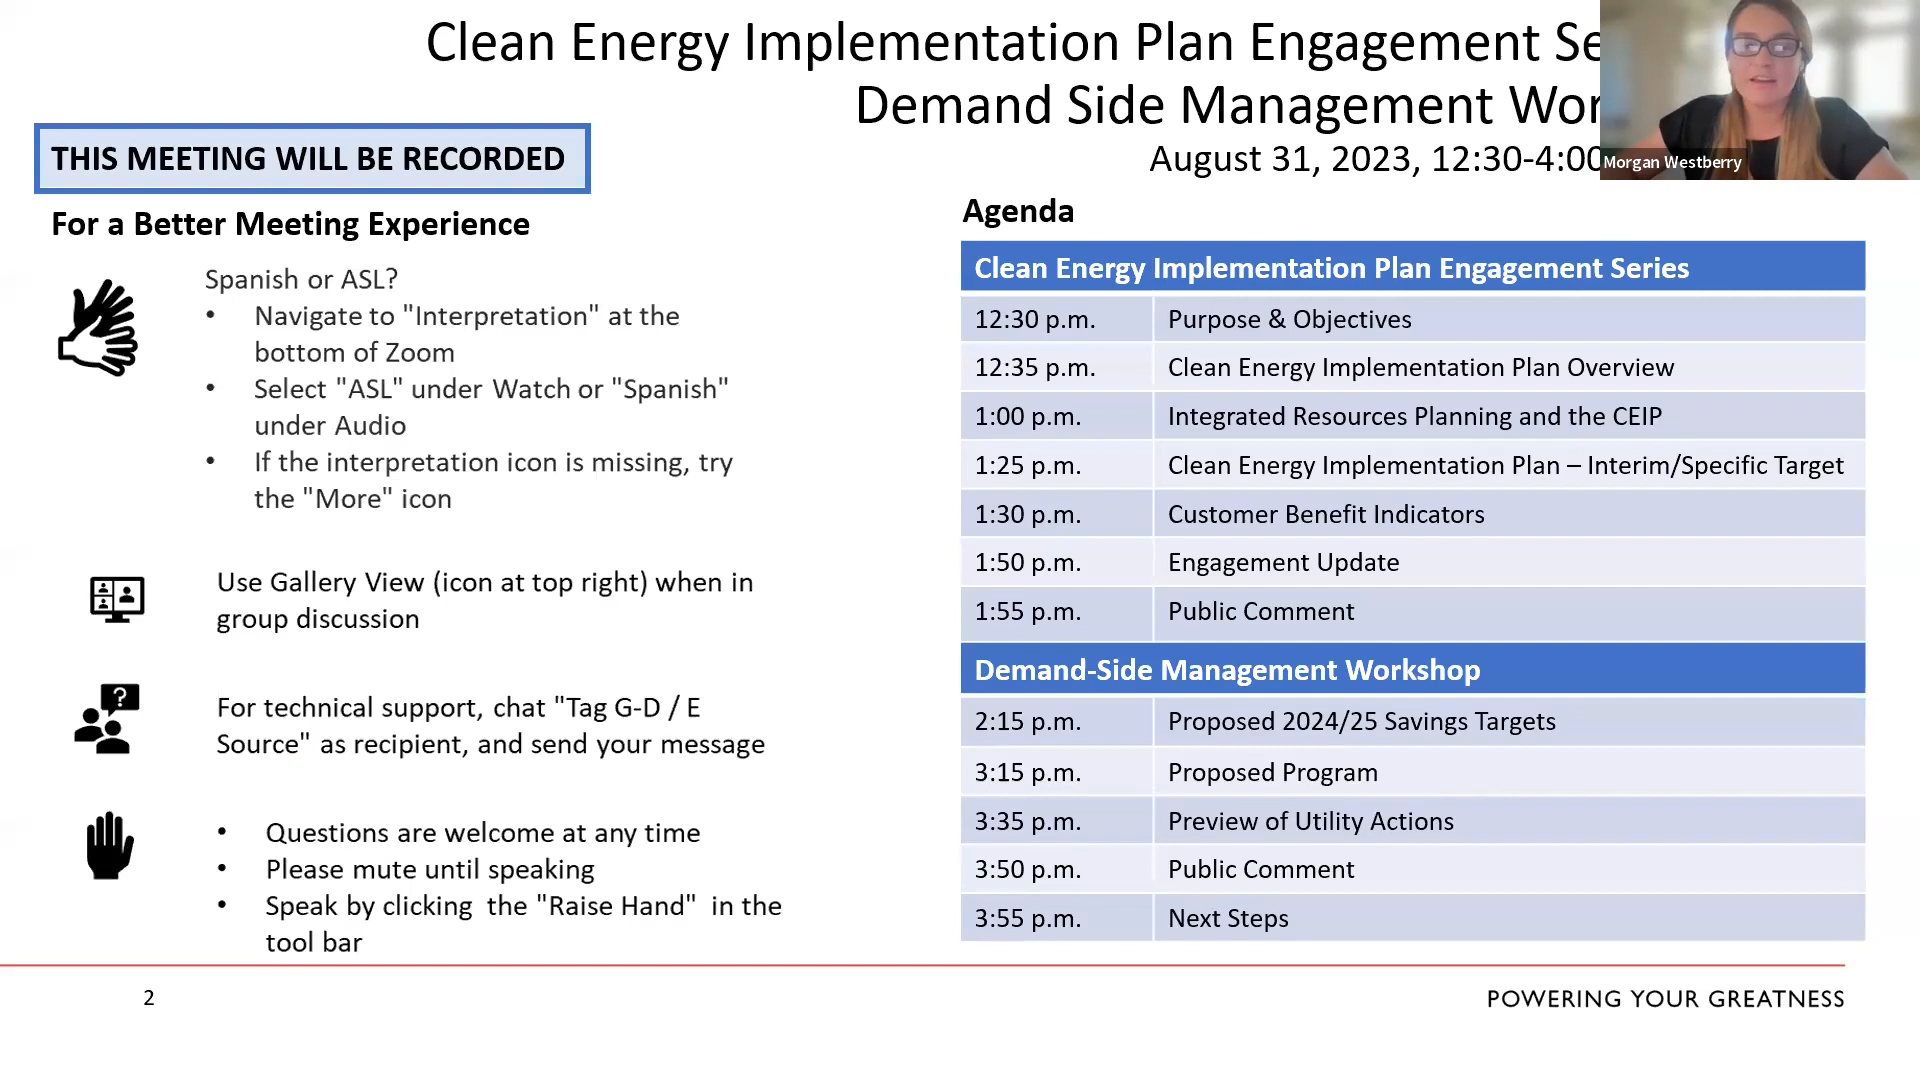 Clean Energy Implementation Plan Engagement Se
Demand Side Management Wor
August 31, 2023, 12:30-4:00
Morgan Westberry
THIS MEETING WILL BE RECORDED
For a Better Meeting Experience
Spanish or ASL?
• Navigate to "Interpretation" at the
bottom of Zoom
• Select "ASL" under Watch or "Spanish"
under Audio
• If the interpretation icon is missing, try
the "More" icon
Use Gallery View (icon at top right) when in
group discussion
?
For technical support, chat "Tag G-D / E
Source" as recipient, and send your message
• Questions are welcome at any time
• Please mute until speaking
• Speak by clicking the "Raise Hand" in the
tool bar
Agenda
Clean Energy Implementation Plan Engagement Series
12:30 p.m. Purpose & Objectives
12:35 p.m. Clean Energy Implementation Plan Overview
1:00 p.m. Integrated Resources Planning and the CEIP
1:25 p.m. Clean Energy Implementation Plan – Interim/Specific Target
1:30 p.m. Customer Benefit Indicators
1:50 p.m. Engagement Update
1:55 p.m. Public Comment
Demand-Side Management Workshop
2:15 p.m. Proposed 2024/25 Savings Targets
3:15 p.m. Proposed Program
3:35 p.m. Preview of Utility Actions
3:50 p.m. Public Comment
3:55 p.m. Next Steps
2
POWERING YOUR GREATNESS